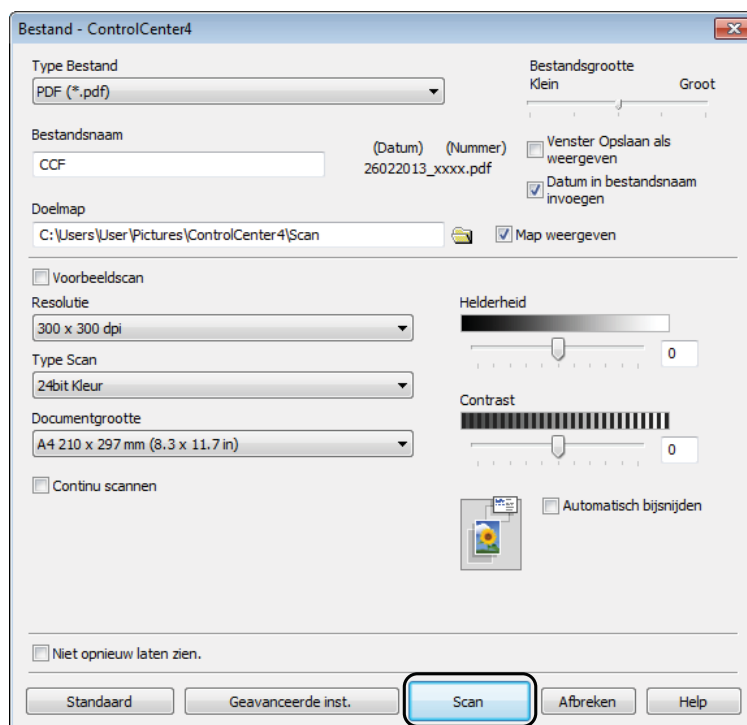 Bestand - ControlCenter4
Type Bestand
PDF (*.pdf)
Bestandsgrootte
Klein Groot
Bestandsnaam
CCF
(Datum) (Nummer)
26022013_xxxx.pdf
Venster Opslaan als
weergeven
Datum in bestandsnaam
invoegen
Doelmap
C:\Users\User\Pictures\ControlCenter4\Scan
Map weergeven
Voorbeeldscan
Resolutie
300 x 300 dpi
Type Scan
24bit Kleur
Documentgrootte
A4 210 x 297 mm (8.3 x 11.7 in)
Continu scannen
Helderheid
0
Contrast
0
Automatisch bijsnijden
Niet opnieuw laten zien.
Standaard Geavanceerde inst. Scan Afbreken Help